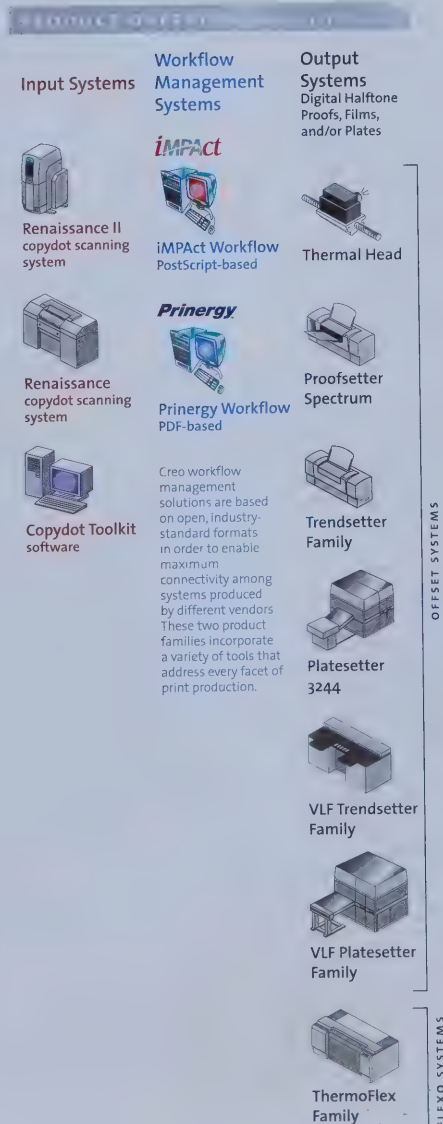 Input Systems
Renaissance II
copydot scanning
system
Renaissance
copydot scanning
system
Copydot Toolkit
software
Workflow
Management
Systems
iMPAct
iMPAct Workflow
PostScript-based
Prinergy
Prinergy Workflow
PDF-based
Creo workflow
management
solutions are based
on open, industry-
standard formats
in order to enable
maximum
connectivity among
systems produced
by different vendors
These two product
families incorporate
a variety of tools that
address every facet of
print production.
Output
Systems
Digital Halftone
Proofs, Films,
and/or Plates
Thermal Head
Proofsetter
Spectrum
Trendsetter
Family
Platesetter
3244
VLF Trendsetter
Family
VLF Platesetter
Family
OFFSET SYSTEMS
ThermoFlex
Family
SYSTEMS